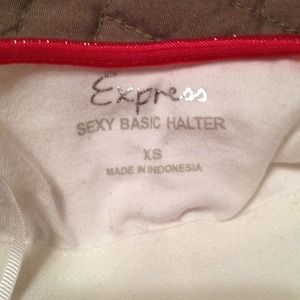 Express
SEXY BASIC HALTER
XS
MADE IN INDONESIA